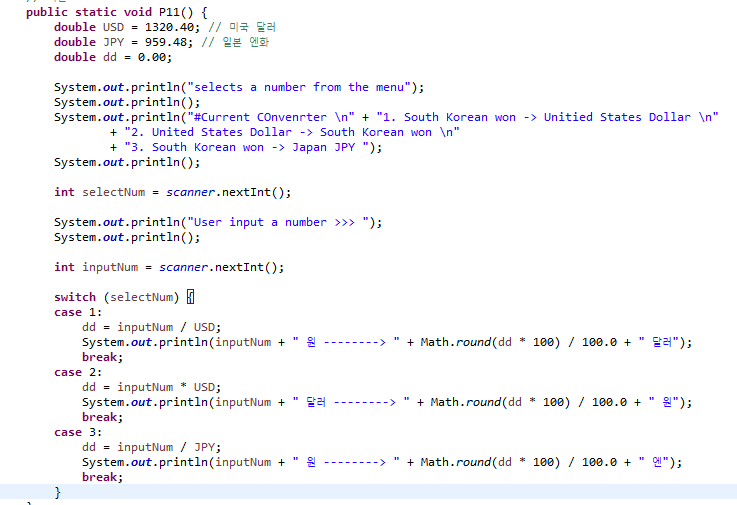 public static void P11() {
double USD = 1320.40; // 미국 달러
double JPY = 959.48; // 일본 엔화
double dd = 0.00;
System.out.println("selects a number from the menu");
System.out.println();
System.out.println("#Current COnvenrter \n" + "1. South Korean won -> Unitied States Dollar \n"
+ "2. United States Dollar -> South Korean won \n"
+ "3. South Korean won -> Japan JPY ");
System.out.println();
int selectNum = scanner.nextInt();
System.out.println("User input a number >>> ");
System.out.println();
int inputNum = scanner.nextInt();
switch (selectNum) {
case 1:
dd = inputNum / USD;
System.out.println(inputNum + " 원 --------> " + Math.round(dd * 100) / 100.0 + " 달러");
break;
case 2:
dd = inputNum * USD;
System.out.println(inputNum + " 달러 --------> " + Math.round(dd * 100) / 100.0 + " 원");
break;
case 3:
dd = inputNum / JPY;
System.out.println(inputNum + " 원 --------> " + Math.round(dd * 100) / 100.0 + " 엔");
break;
}